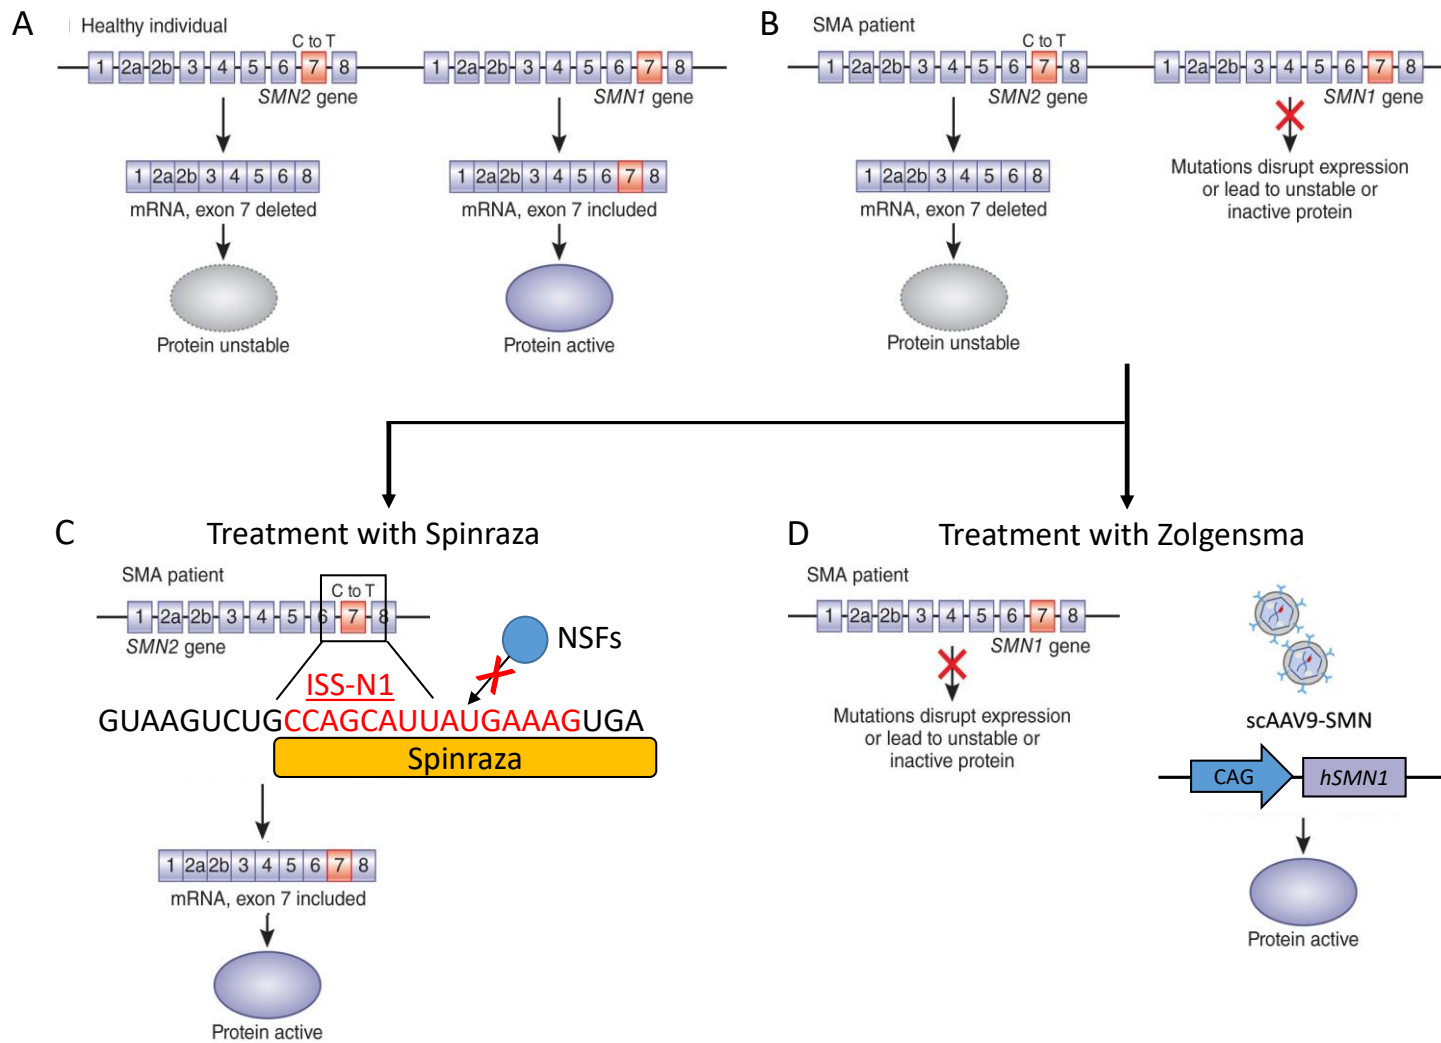 A
Healthy individual
C to T
1 2a 2b 3 4 5 6 7 8
SMN2 gene
1 2a 2b 3 4 5 6 7 8
SMN1 gene
1 2a 2b 3 4 5 6 8
mRNA, exon 7 deleted
Protein unstable
1 2a 2b 3 4 5 6 7 8
mRNA, exon 7 included
Protein active
B
SMA patient
C to T
1 2a 2b 3 4 5 6 7 8
SMN2 gene
1 2a 2b 3 4 5 6 7 8
SMN1 gene
1 2a 2b 3 4 5 6 8
mRNA, exon 7 deleted
Protein unstable
Mutations disrupt expression
or lead to unstable or
inactive protein
C
Treatment with Spinraza
SMA patient
C to T
1 2a 2b 3 4 5 6 7 8
SMN2 gene
NSFs
ISS-N1
GUAAGUCUGCCAGCAUUAUGAAAGUGA
Spinraza
1 2a 2b 3 4 5 6 7 8
mRNA, exon 7 included
Protein active
D
Treatment with Zolgensma
SMA patient
1 2a 2b 3 4 5 6 7 8
SMN1 gene
Mutations disrupt expression
or lead to unstable or
inactive protein
scAAV9-SMN
CAG hSMN1
Protein active